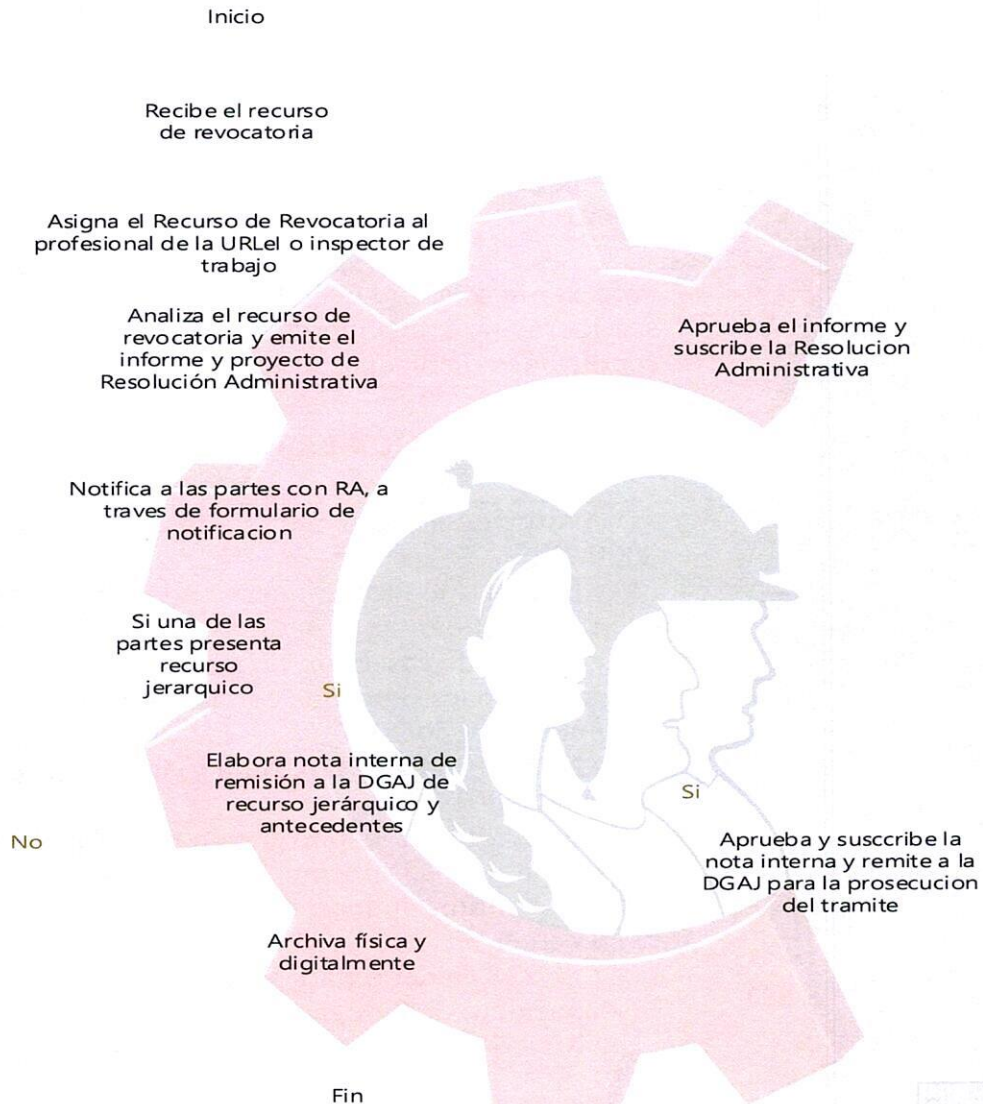 Inicio
Recibe el recurso
de revocatoria
Asigna el Recurso de Revocatoria al
profesional de la URLeI o inspector de
trabajo
Analiza el recurso de
revocatoria y emite el
informe y proyecto de
Resolución Administrativa
Aprueba el informe y
suscribe la Resolucion
Administrativa
Notifica a las partes con RA, a
traves de formulario de
notificacion
Si una de las
partes presenta
recurso
jerarquico
Si
Elabora nota interna de
remisión a la DGAJ de
recurso jerárquico y
antecedentes
Si
No
Aprueba y susccribe la
nota interna y remite a la
DGAJ para la prosecucion
del tramite
Archiva física y
digitalmente
Fin